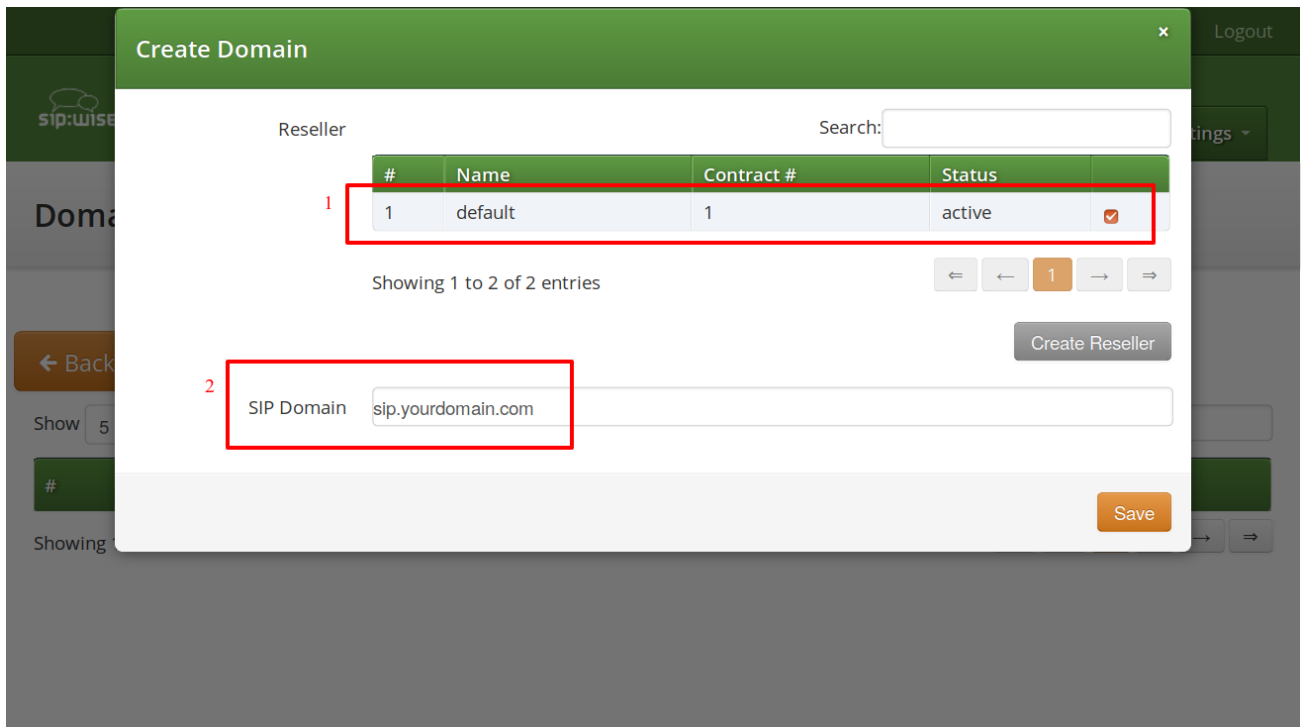 Logout
Create Domain ×
sip:wise
tings
Reseller Search:
# Name Contract # Status
1
1 default 1 active
Doma
Showing 1 to 2 of 2 entries ⇐ ← 1 → ⇒
Create Reseller
← Back
2
SIP Domain sip.yourdomain.com
Show 5
#
Save
Showing
→ ⇒